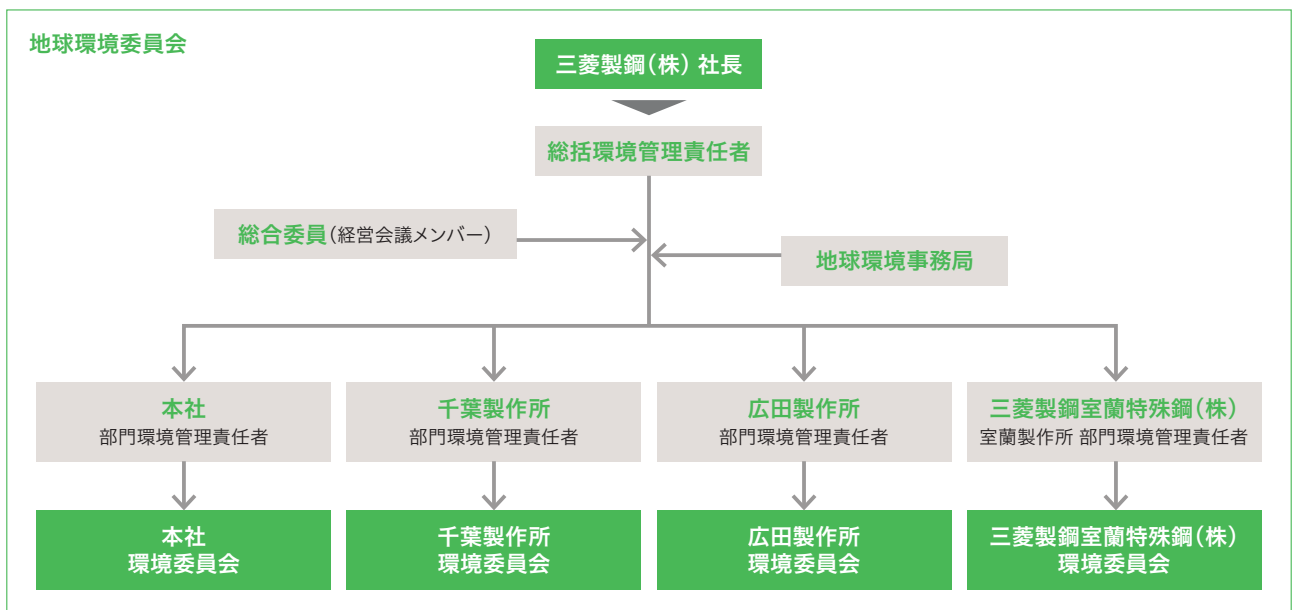 地球環境委員会
三菱製鋼（株） 社長
総括環境管理責任者
総合委員（経営会議メンバー）
地球環境事務局
本社
部門環境管理責任者
千葉製作所
部門環境管理責任者
広田製作所
部門環境管理責任者
三菱製鋼室蘭特殊鋼（株）
室蘭製作所 部門環境管理責任者
本社
環境委員会
千葉製作所
環境委員会
広田製作所
環境委員会
三菱製鋼室蘭特殊鋼（株）
環境委員会